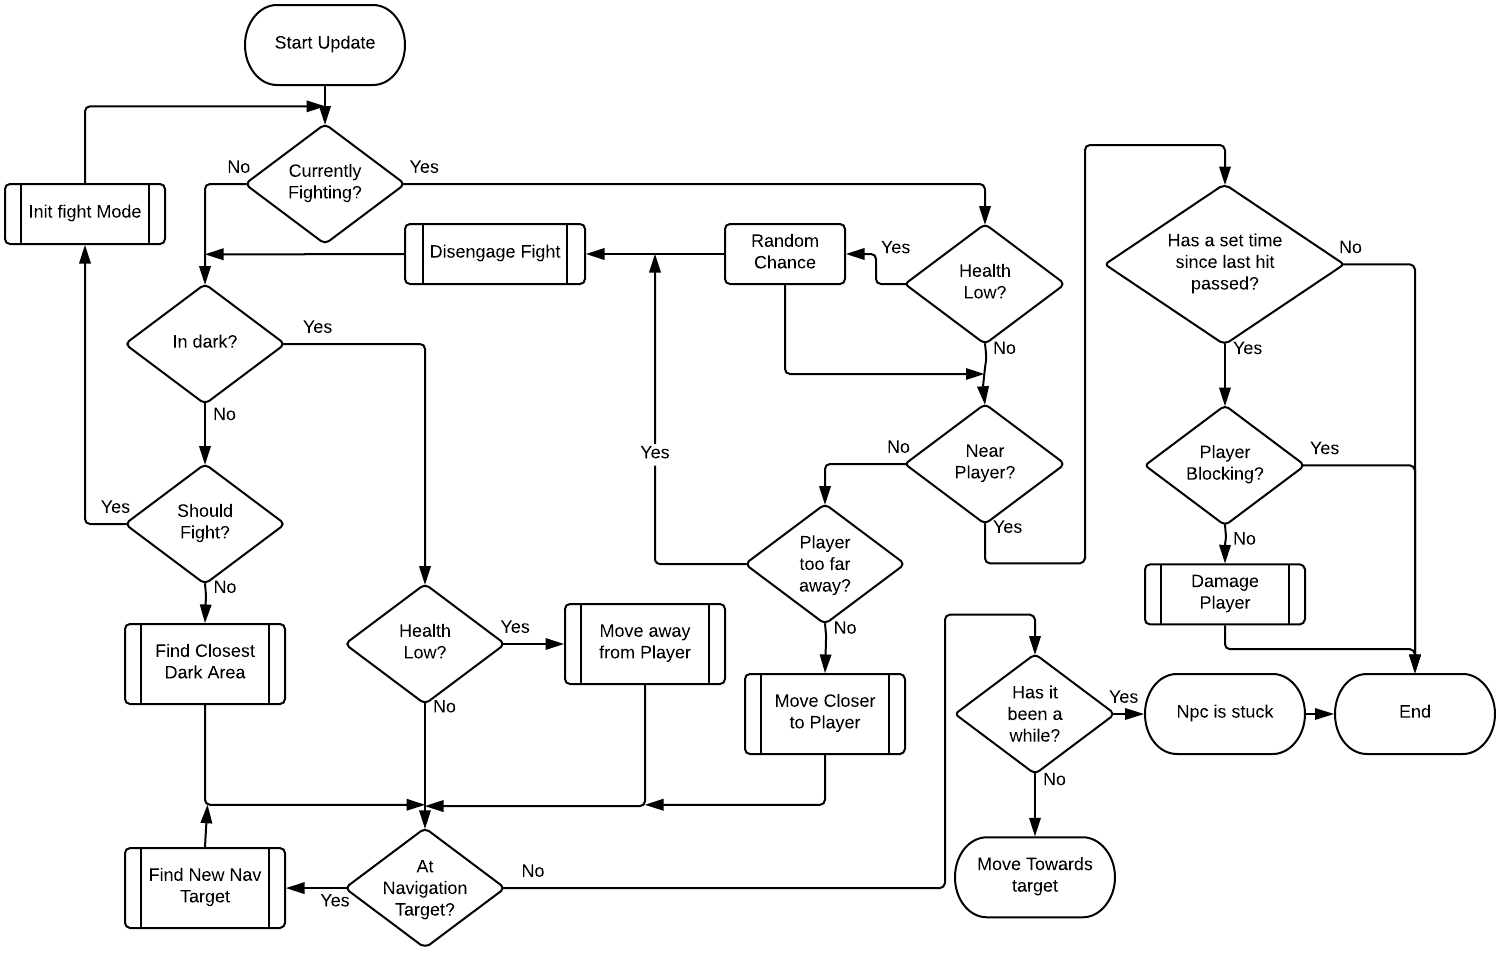 Start Update
No
Currently
Fighting?
Yes
Init fight Mode
Disengage Fight
Random
Chance
Yes
Health
Low?
No
Has a set time
since last hit
passed?
No
Yes
In dark?
Yes
No
Should
Fight?
Yes
No
Find Closest
Dark Area
Health
Low?
Yes
No
Move away
from Player
Near
Player?
No
Yes
Player
too far
away?
Yes
No
Move Closer
to Player
Player
Blocking?
Yes
No
Damage
Player
Has it
been a
while?
Yes
No
Npc is stuck
End
Move Towards
target
At
Navigation
Target?
Yes
No
Find New Nav
Target